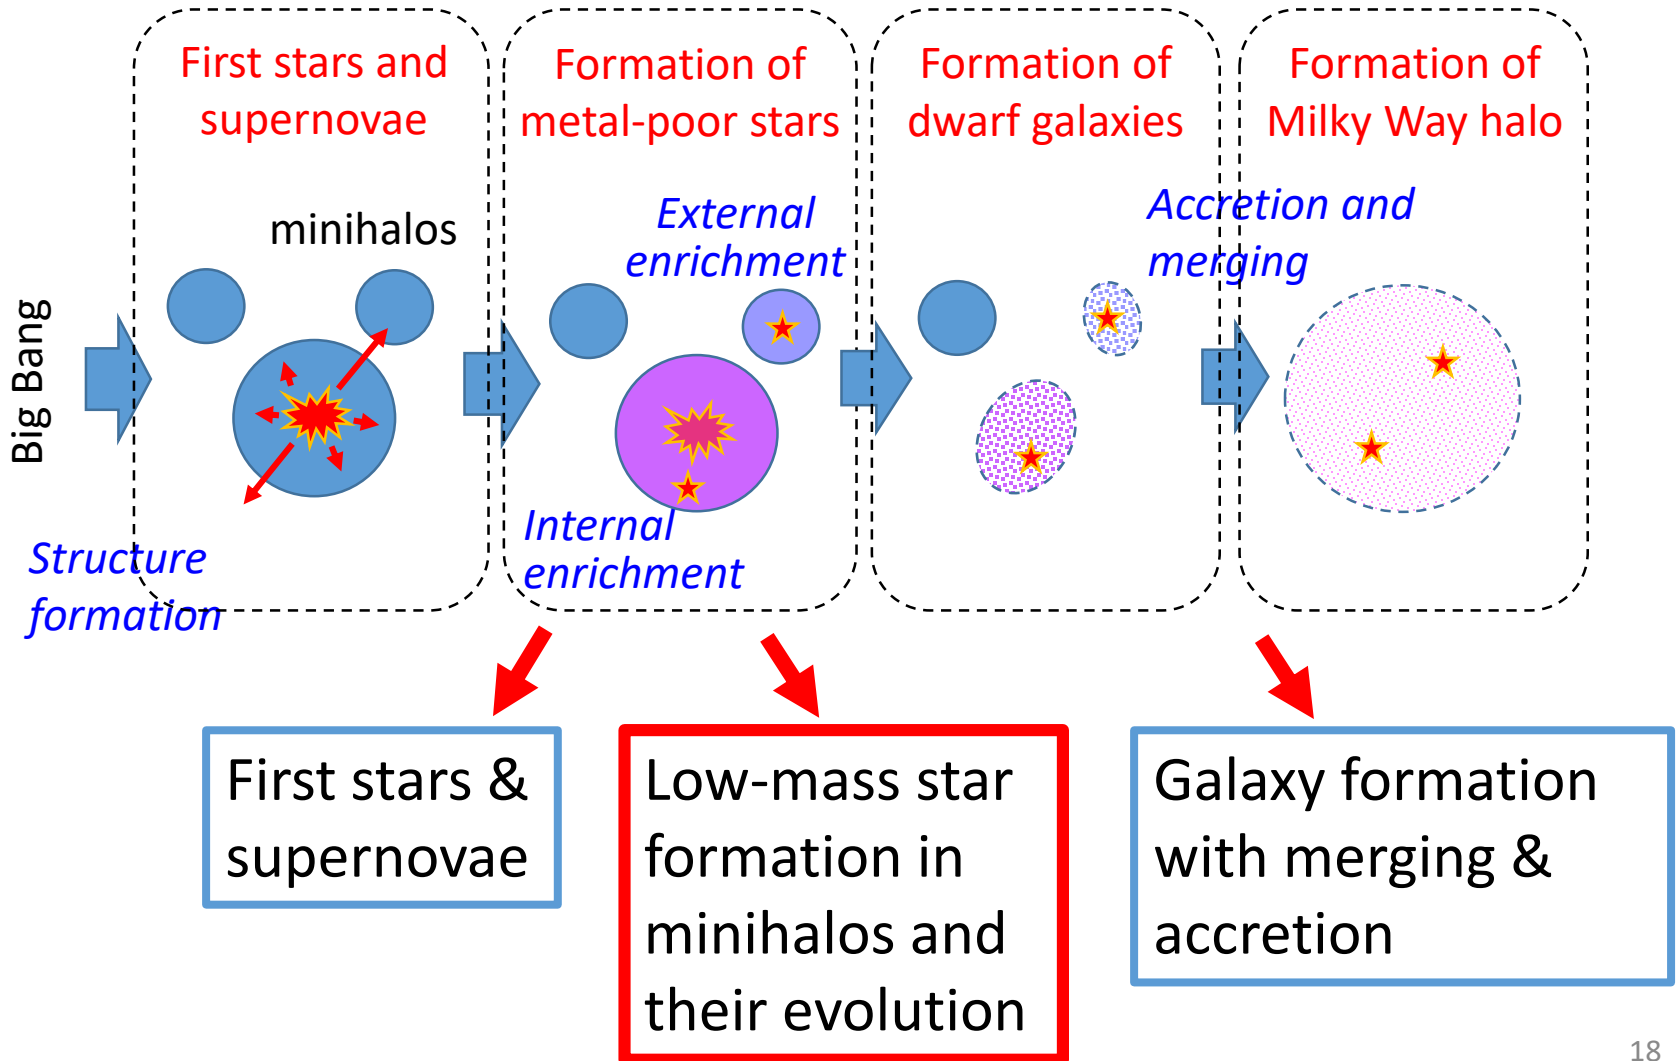 First stars and
supernovae
Formation of
metal-poor stars
Formation of
dwarf galaxies
Formation of
Milky Way halo
minihalos
External
enrichment
Accretion and
merging
Big Bang
Internal
enrichment
Structure
formation
First stars &
supernovae
Low-mass star
formation in
minihalos and
their evolution
Galaxy formation
with merging &
accretion
18